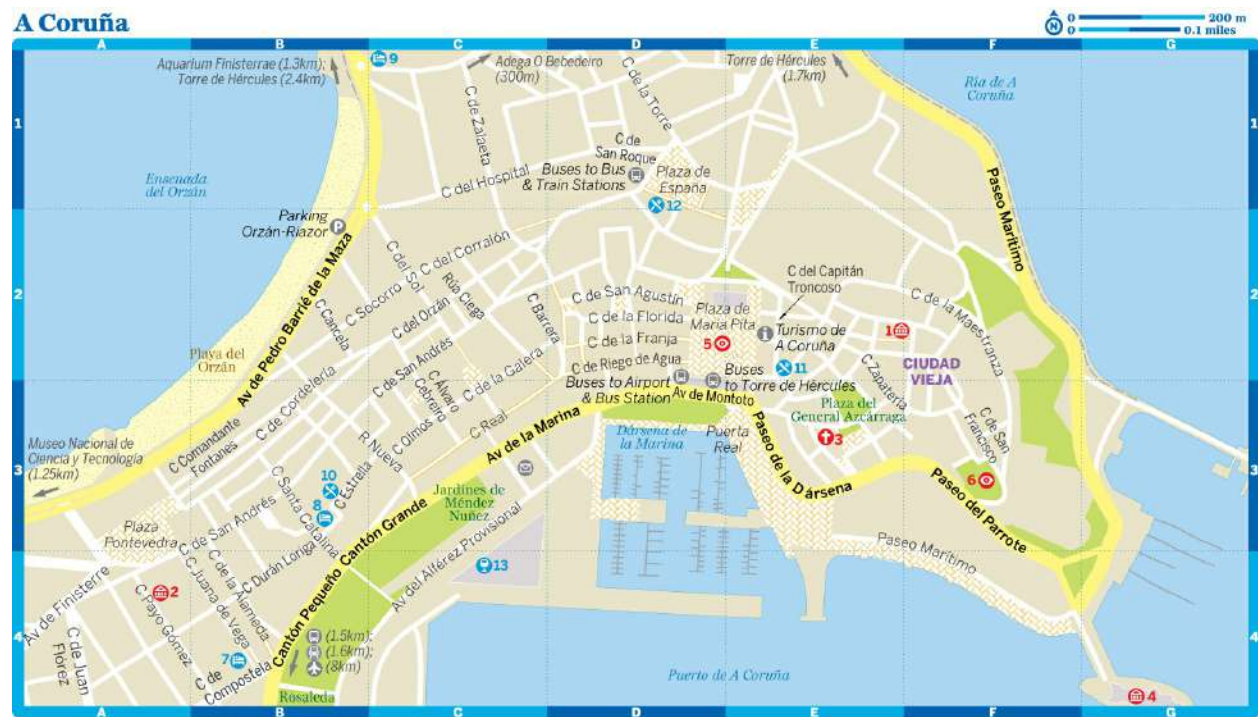 A Coruña
0 200 m
0 0.1 miles
A B C D E F G
Aquarium Finisterrae (1.3km);
Torre de Hércules (2.4km)
9
Adega O Bebedeiro
(300m)
C de la Torre
Torre de Hércules
(1.7km)
Ría de A
Coruña
1
1
C de Zalaeta
C de
San Roque
Buses to Bus
& Train Stations
Plaza de
España
C del Hospital
12
Ensenada
del Orzán
Paseo Marítimo
Parking
Orzán-Riazor
P
Av de Pedro Barrié de la Maza
C del Sol
C del Corralón
C Socorro
Rúa Ciega
C del Orzán
C Cancela
C Barrera
C de San Agustín
C de la Florida
C de la Franja
C de Riego de Agua
Plaza de
María Pita
5
C del Capitán
Troncoso
i
Turismo de
A Coruña
11
1
C de la Maestranza
CIUDAD
VIEJA
C Zapatería
2
2
Playa del
Orzán
C de San Andrés
C de la Galera
C Álvaro
Cebreiro
C de Cordelería
Buses to Airport
& Bus Station
Buses
to Torre de Hércules
Av de Montoto
Plaza del
General Azcárraga
3
C de San
Francisco
6
Museo Nacional de
Ciencia y Tecnología
(1.25km)
C Comandante
Fontanes
C Olmos
C Real
Av de la Marina
R Nueva
Dársena de
la Marina
Puerta
Real
Paseo de la Dársena
Paseo del Parrote
Paseo Marítimo
3
3
10
8
C Estrella
C Santa Catalina
Jardines de
Méndez
Nuñez
Cantón Grande
Av del Alférez Provisional
13
Plaza
Pontevedra
C de San Andrés
C Durán Loriga
C de la Alameda
C Juana de Vega
C Payo Gómez
2
Av de Finisterre
C de Juan
Flórez
Cantón Pequeño
7
C de
Compostela
(1.5km);
(1.6km);
(8km)
Rosaleda
Puerto de A Coruña
4
4
4
A B C D E F G